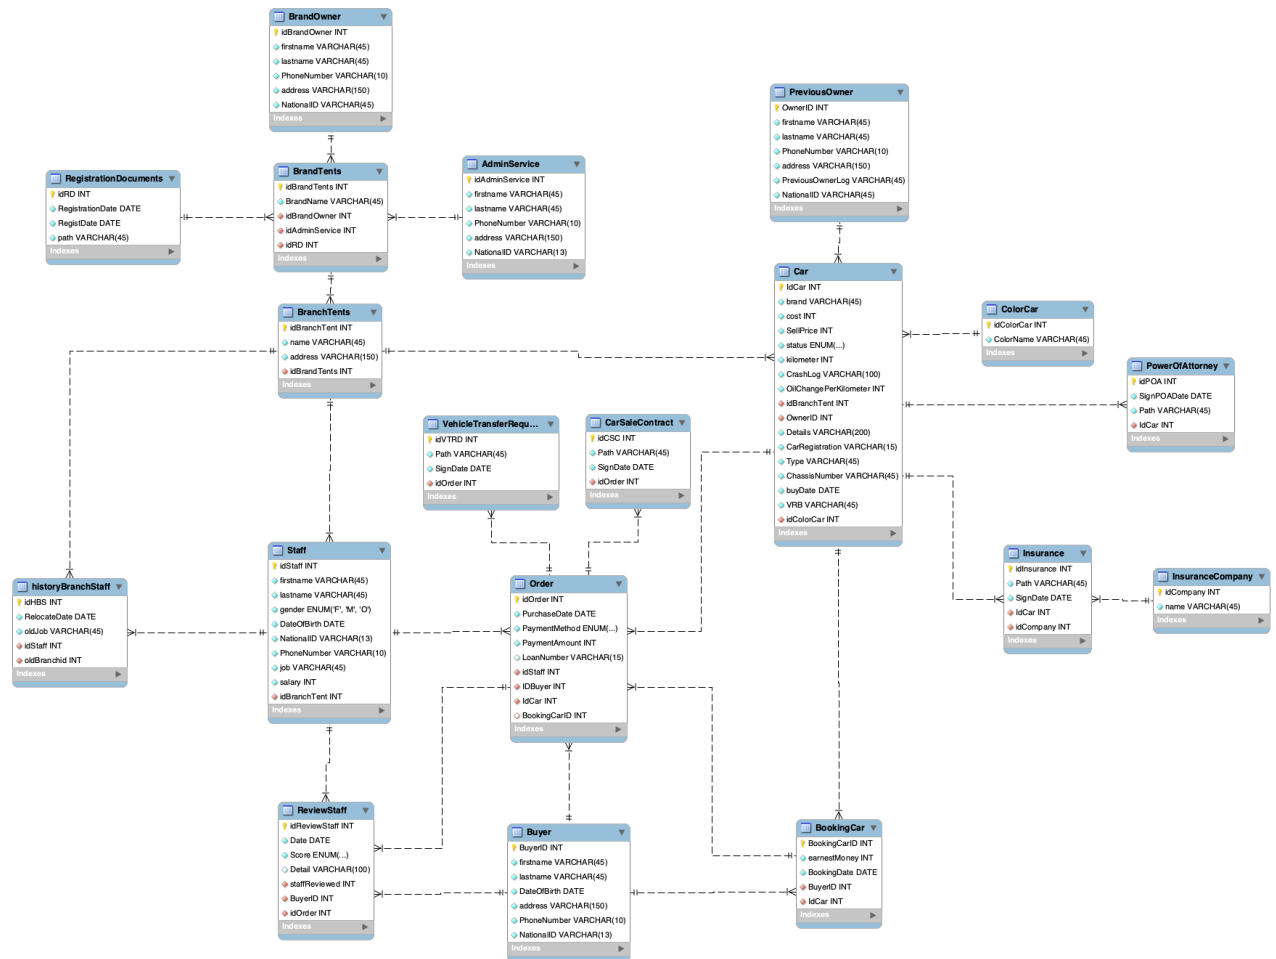 BrandOwner
idBrandOwner INT
firstname VARCHAR(45)
lastname VARCHAR(45)
PhoneNumber VARCHAR(10)
address VARCHAR(150)
NationalID VARCHAR(45)
Indexes
PreviousOwner
OwnerID INT
firstname VARCHAR(45)
lastname VARCHAR(45)
PhoneNumber VARCHAR(10)
address VARCHAR(150)
PreviousOwnerLog VARCHAR(45)
NationalID VARCHAR(45)
Indexes
RegistrationDocuments
idRD INT
RegistrationDate DATE
RegistDate DATE
path VARCHAR(45)
Indexes
BrandTents
idBrandTents INT
BrandName VARCHAR(45)
idBrandOwner INT
idAdminService INT
idRD INT
Indexes
AdminService
idAdminService INT
firstname VARCHAR(45)
lastname VARCHAR(45)
PhoneNumber VARCHAR(10)
address VARCHAR(150)
NationalID VARCHAR(13)
Indexes
Car
IdCar INT
brand VARCHAR(45)
cost INT
SellPrice INT
status ENUM(...)
kilometer INT
CrashLog VARCHAR(100)
OilChangePerKilometer INT
idBranchTent INT
OwnerID INT
Details VARCHAR(200)
CarRegistration VARCHAR(15)
Type VARCHAR(45)
ChassisNumber VARCHAR(45)
buyDate DATE
VRB VARCHAR(45)
idColorCar INT
Indexes
ColorCar
idColorCar INT
ColorName VARCHAR(45)
Indexes
PowerOfAttorney
idPOA INT
SignPOADate DATE
Path VARCHAR(45)
IdCar INT
Indexes
BranchTents
idBranchTent INT
name VARCHAR(45)
address VARCHAR(150)
idBrandTents INT
Indexes
VehicleTransferRequ...
idVTRD INT
Path VARCHAR(45)
SignDate DATE
idOrder INT
Indexes
CarSaleContract
idCSC INT
Path VARCHAR(45)
SignDate DATE
idOrder INT
Indexes
Staff
idStaff INT
firstname VARCHAR(45)
lastname VARCHAR(45)
gender ENUM('F', 'M', 'O')
DateOfBirth DATE
NationalID VARCHAR(13)
PhoneNumber VARCHAR(10)
job VARCHAR(45)
salary INT
idBranchTent INT
Indexes
historyBranchStaff
idHBS INT
RelocateDate DATE
oldJob VARCHAR(45)
idStaff INT
oldBranchid INT
Indexes
Order
idOrder INT
PurchaseDate DATE
PaymentMethod ENUM(...)
PaymentAmount INT
LoanNumber VARCHAR(15)
idStaff INT
IDBuyer INT
IdCar INT
BookingCarID INT
Indexes
Insurance
idInsurance INT
Path VARCHAR(45)
SignDate DATE
IdCar INT
idCompany INT
Indexes
InsuranceCompany
idCompany INT
name VARCHAR(45)
Indexes
ReviewStaff
idReviewStaff INT
Date DATE
Score ENUM(...)
Detail VARCHAR(100)
staffReviewed INT
BuyerID INT
idOrder INT
Indexes
Buyer
BuyerID INT
firstname VARCHAR(45)
lastname VARCHAR(45)
DateOfBirth DATE
address VARCHAR(150)
PhoneNumber VARCHAR(10)
NationalID VARCHAR(13)
Indexes
BookingCar
BookingCarID INT
earnestMoney INT
BookingDate DATE
BuyerID INT
IdCar INT
Indexes